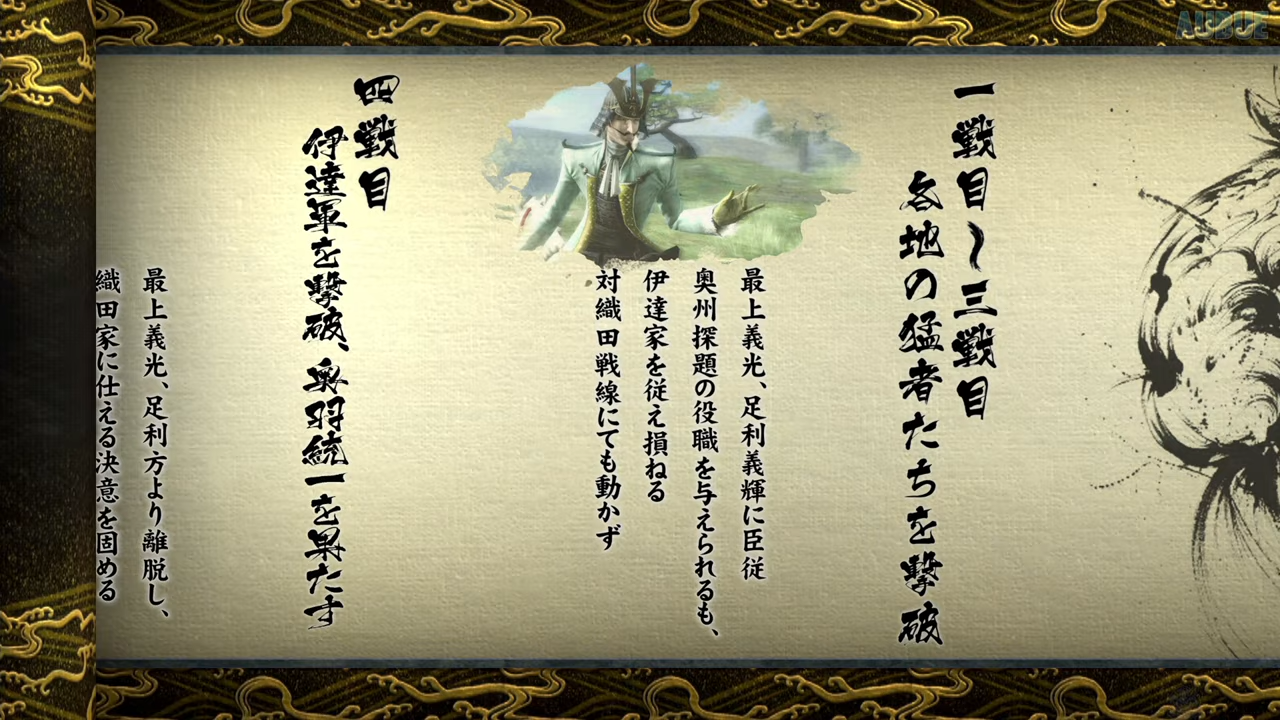 一戦目〜三戦目
各地の猛者たちを撃破
最上義光、足利義輝に臣従
奥州探題の役職を与えられるも、
伊達家を従え損ねる
対織田戦線にても動かず
四戦目
伊達軍を撃破、奥羽統一を果たす
最上義光、足利方より離脱し、
織田家に仕える決意を固める
AUDUE